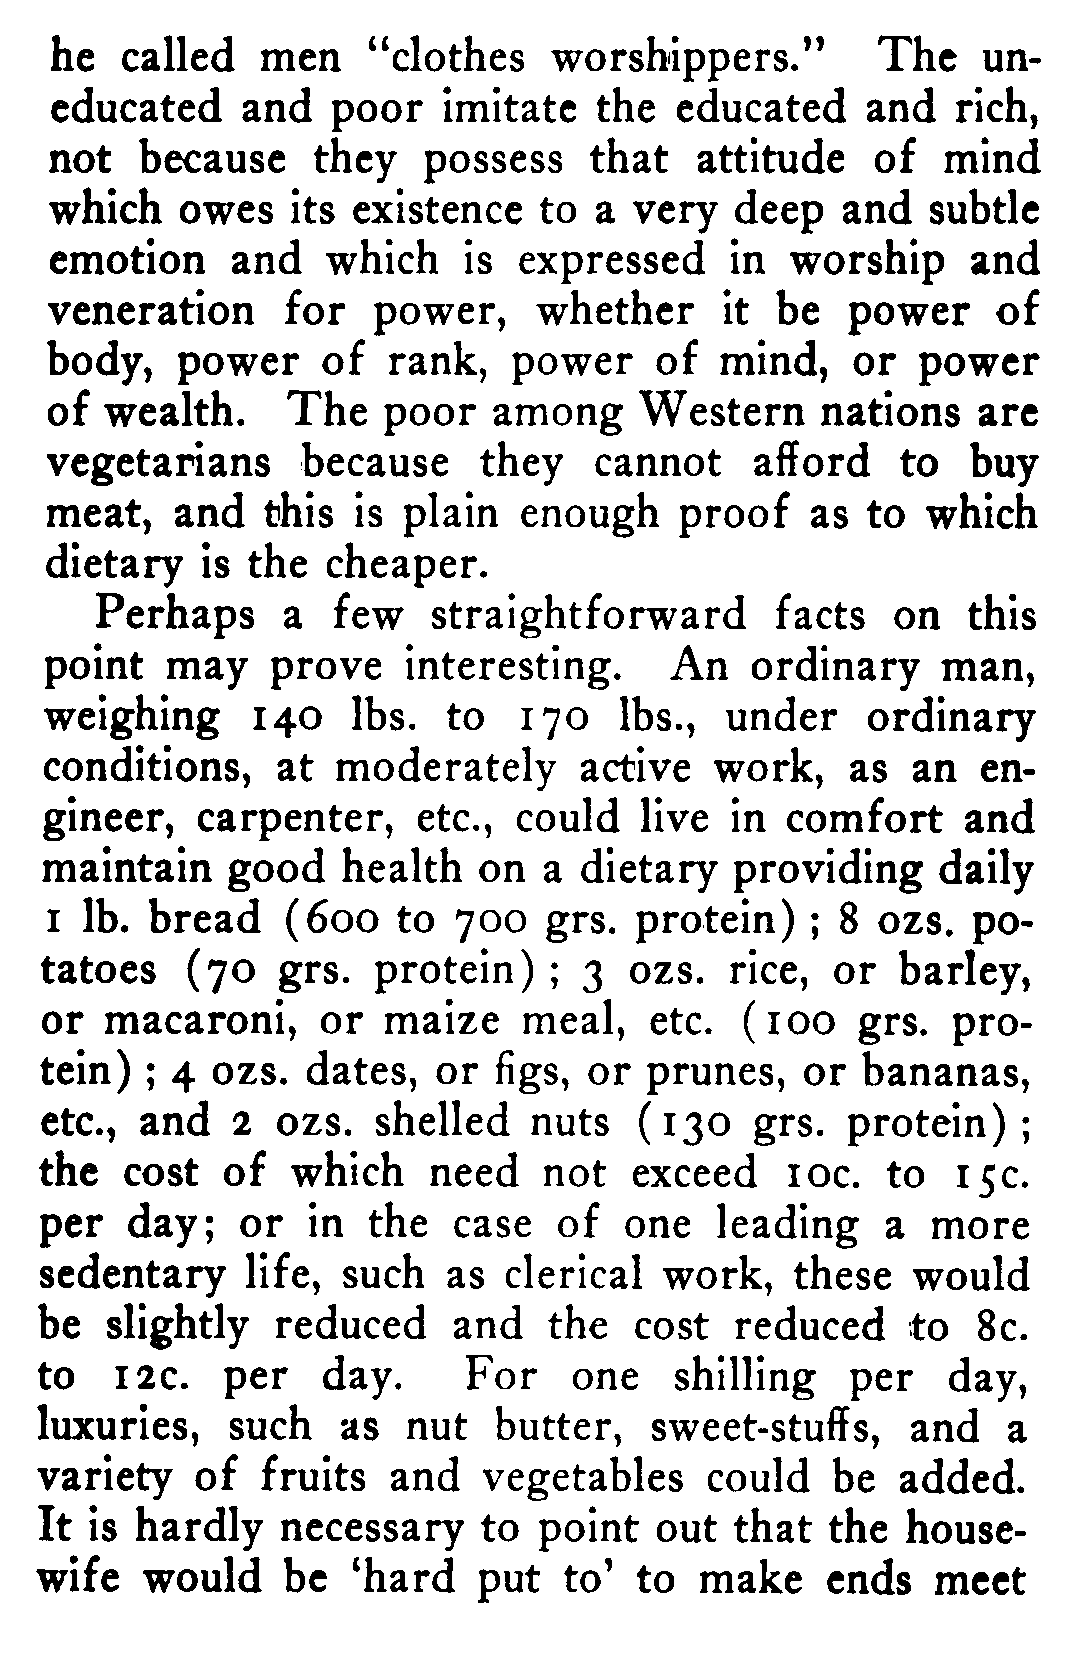 he called men “clothes worshippers.” The un-
educated and poor imitate the educated and rich,
not because they possess that attitude of mind
which owes its existence to a very deep and subtle
emotion and which is expressed in worship and
veneration for power, whether it be power of
body, power of rank, power of mind, or power
of wealth. The poor among Western nations are
vegetarians because they cannot afford to buy
meat, and this is plain enough proof as to which
dietary is the cheaper.
Perhaps a few straightforward facts on this
point may prove interesting. An ordinary man,
weighing 140 lbs. to 170 lbs., under ordinary
conditions, at moderately active work, as an en-
gineer, carpenter, etc., could live in comfort and
maintain good health on a dietary providing daily
1 lb. bread (600 to 700 grs. protein) ; 8 ozs. po-
tatoes (70 grs. protein) ; 3 ozs. rice, or barley,
or macaroni, or maize meal, etc. (100 grs. pro-
tein) ; 4 ozs. dates, or figs, or prunes, or bananas,
etc., and 2 ozs. shelled nuts (130 grs. protein) ;
the cost of which need not exceed 10c. to 15c.
per day; or in the case of one leading a more
sedentary life, such as clerical work, these would
be slightly reduced and the cost reduced to 8c.
to 12c. per day. For one shilling per day,
luxuries, such as nut butter, sweet-stuffs, and a
variety of fruits and vegetables could be added.
It is hardly necessary to point out that the house-
wife would be ‘hard put to’ to make ends meet